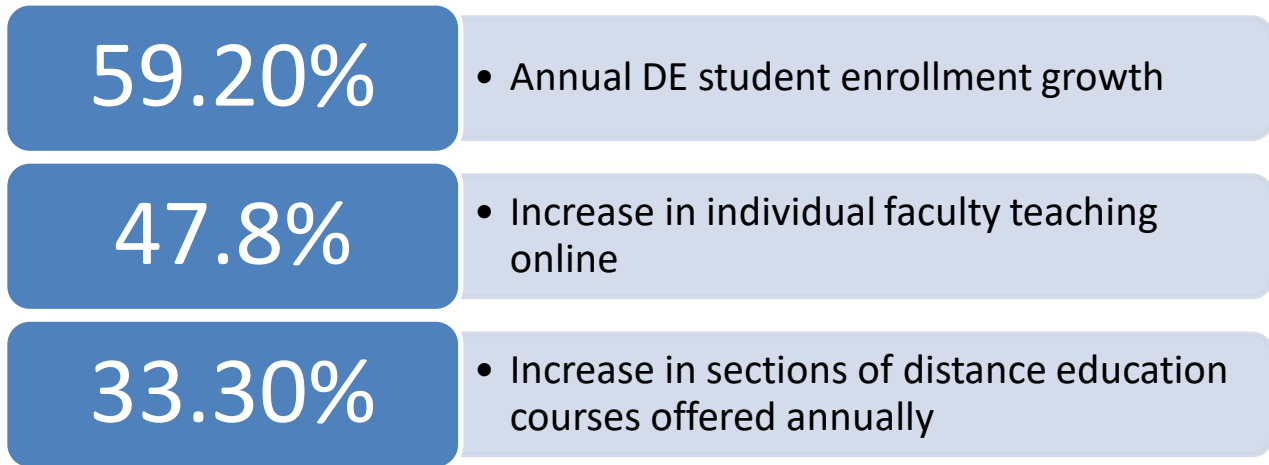 59.20%
• Annual DE student enrollment growth
47.8%
• Increase in individual faculty teaching
online
33.30%
• Increase in sections of distance education
courses offered annually